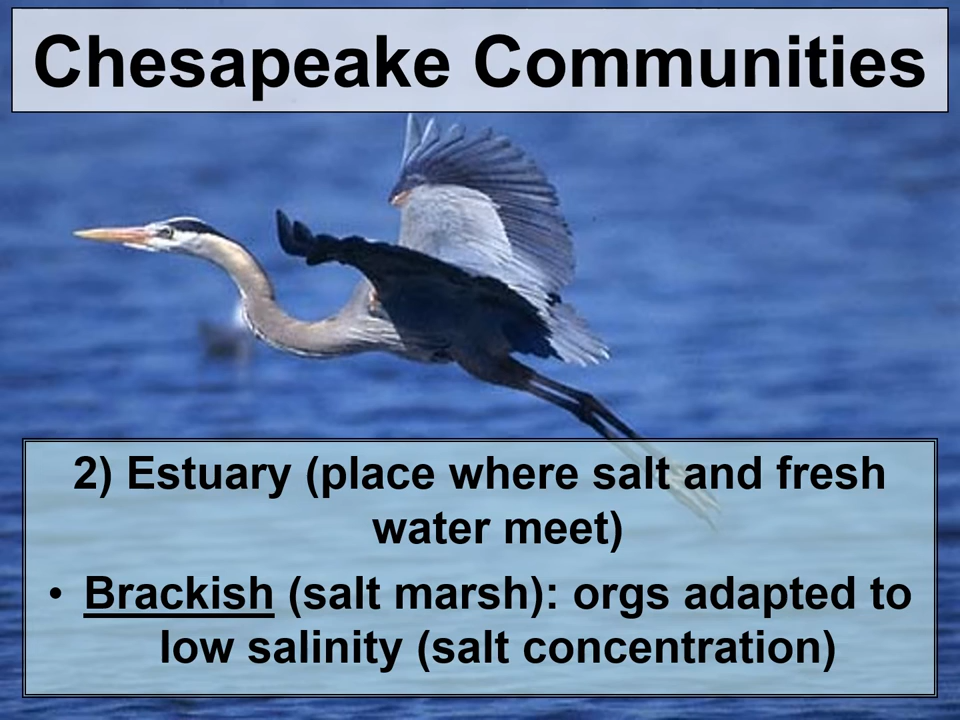 Chesapeake Communities
2) Estuary (place where salt and fresh
water meet)
• Brackish (salt marsh): orgs adapted to
low salinity (salt concentration)